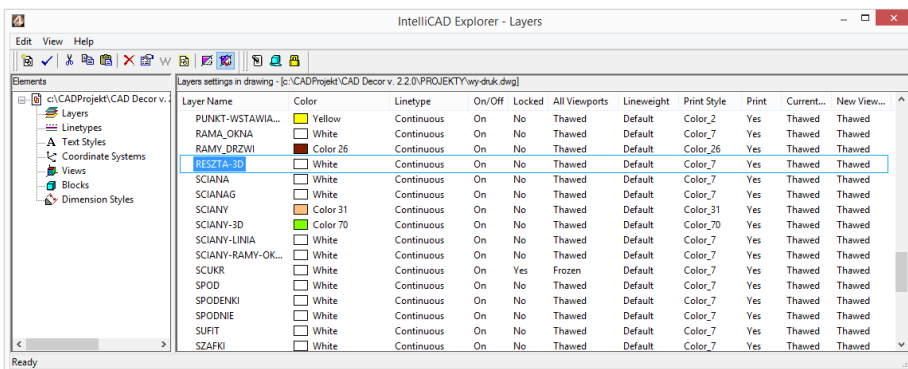 IntelliCAD Explorer - Layers
Edit View Help
Elements
Layers settings in drawing - [c:\CADProjekt\CAD Decor v. 2.2.0\PROJEKTY\wy-druk.dwg]
c:\CADProjekt\CAD Decor v.
Layers
Linetypes
Text Styles
Coordinate Systems
Views
Blocks
Dimension Styles
Layer Name Color Linetype On/Off Locked All Viewports Lineweight Print Style Print Current... New View...
PUNKT-WSTAWIA... Yellow Continuous On No Thawed Default Color_2 Yes Thawed Thawed
RAMA_OKNA White Continuous On No Thawed Default Color_7 Yes Thawed Thawed
RAMY_DRZWI Color 26 Continuous On No Thawed Default Color_26 Yes Thawed Thawed
RESZTA-3D White Continuous On No Thawed Default Color_7 Yes Thawed Thawed
SCIANA White Continuous On No Thawed Default Color_7 Yes Thawed Thawed
SCIANAG White Continuous On No Thawed Default Color_7 Yes Thawed Thawed
SCIANY Color 31 Continuous On No Thawed Default Color_31 Yes Thawed Thawed
SCIANY-3D Color 70 Continuous On No Thawed Default Color_70 Yes Thawed Thawed
SCIANY-LINIA White Continuous On No Thawed Default Color_7 Yes Thawed Thawed
SCIANY-RAMY-OK... White Continuous On No Thawed Default Color_7 Yes Thawed Thawed
SCUKR White Continuous On Yes Frozen Default Color_7 Yes Thawed Thawed
SPOD White Continuous On No Thawed Default Color_7 Yes Thawed Thawed
SPODENKI White Continuous On No Thawed Default Color_7 Yes Thawed Thawed
SPODNIE White Continuous On No Thawed Default Color_7 Yes Thawed Thawed
SUFIT White Continuous On No Thawed Default Color_7 Yes Thawed Thawed
SZAFKI White Continuous On No Thawed Default Color_7 Yes Thawed Thawed
Ready